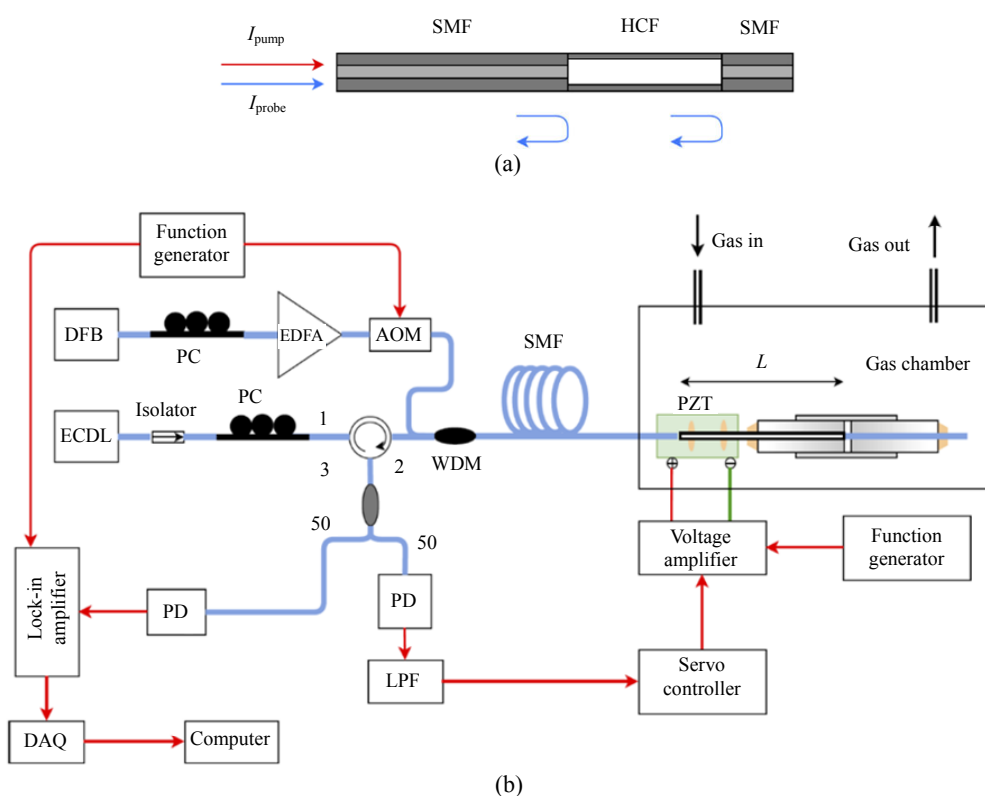 (a)
SMF
HCF
SMF
Ipump
Iprobe
(b)
Function
generator
Gas in
Gas out
DFB
PC
EDFA
AOM
SMF
Gas chamber
L
PZT
ECDL
Isolator
PC
1
2
3
WDM
50
50
Voltage
amplifier
Function
generator
Lock-in
amplifier
PD
PD
LPF
Servo
controller
DAQ
Computer